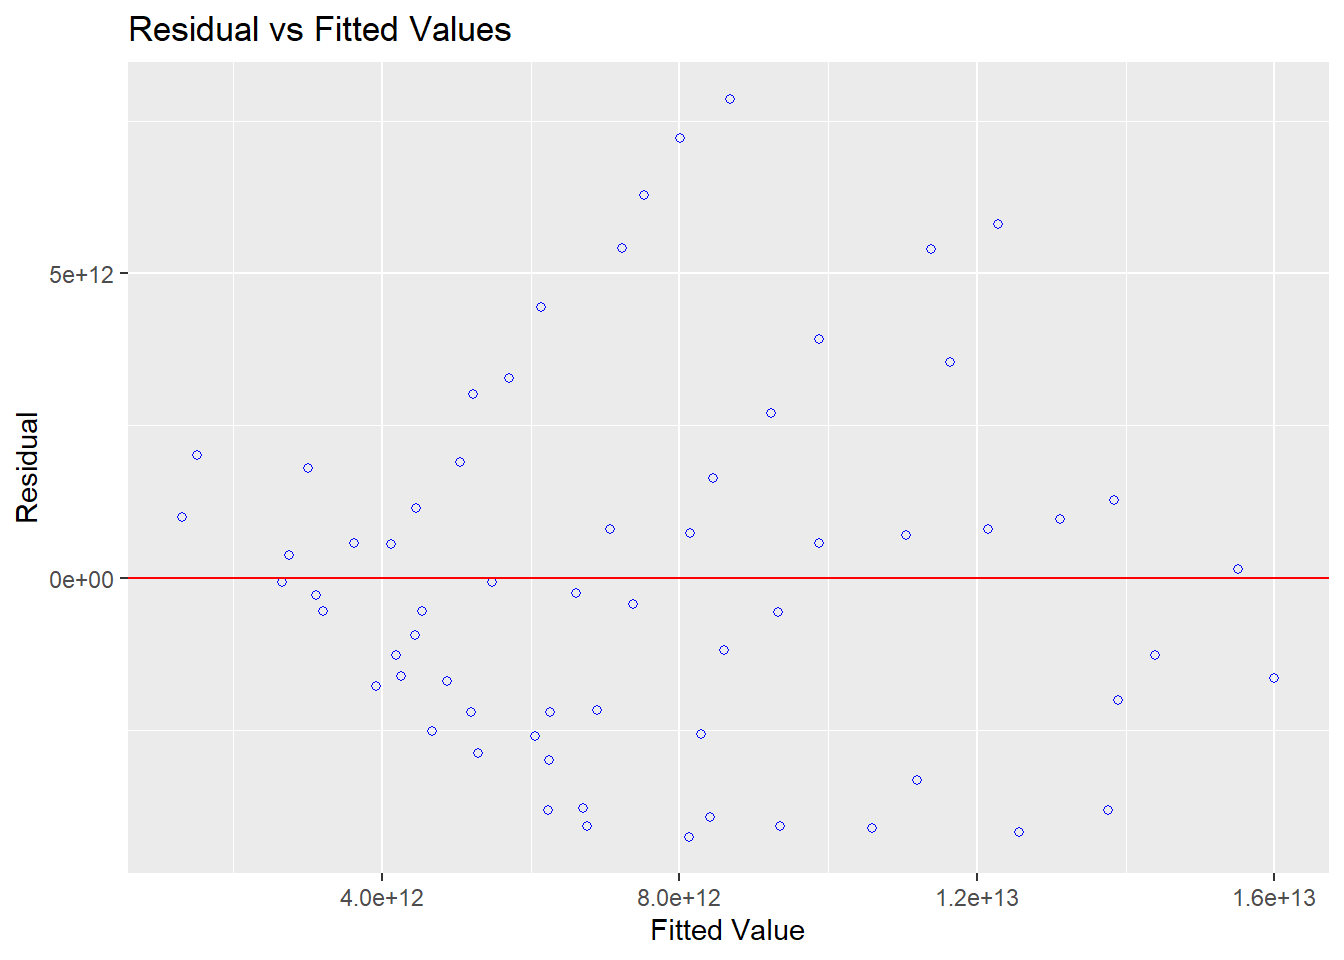 Residual vs Fitted Values
Residual
5e+12
0e+00
4.0e+12 8.0e+12 1.2e+13 1.6e+13
Fitted Value